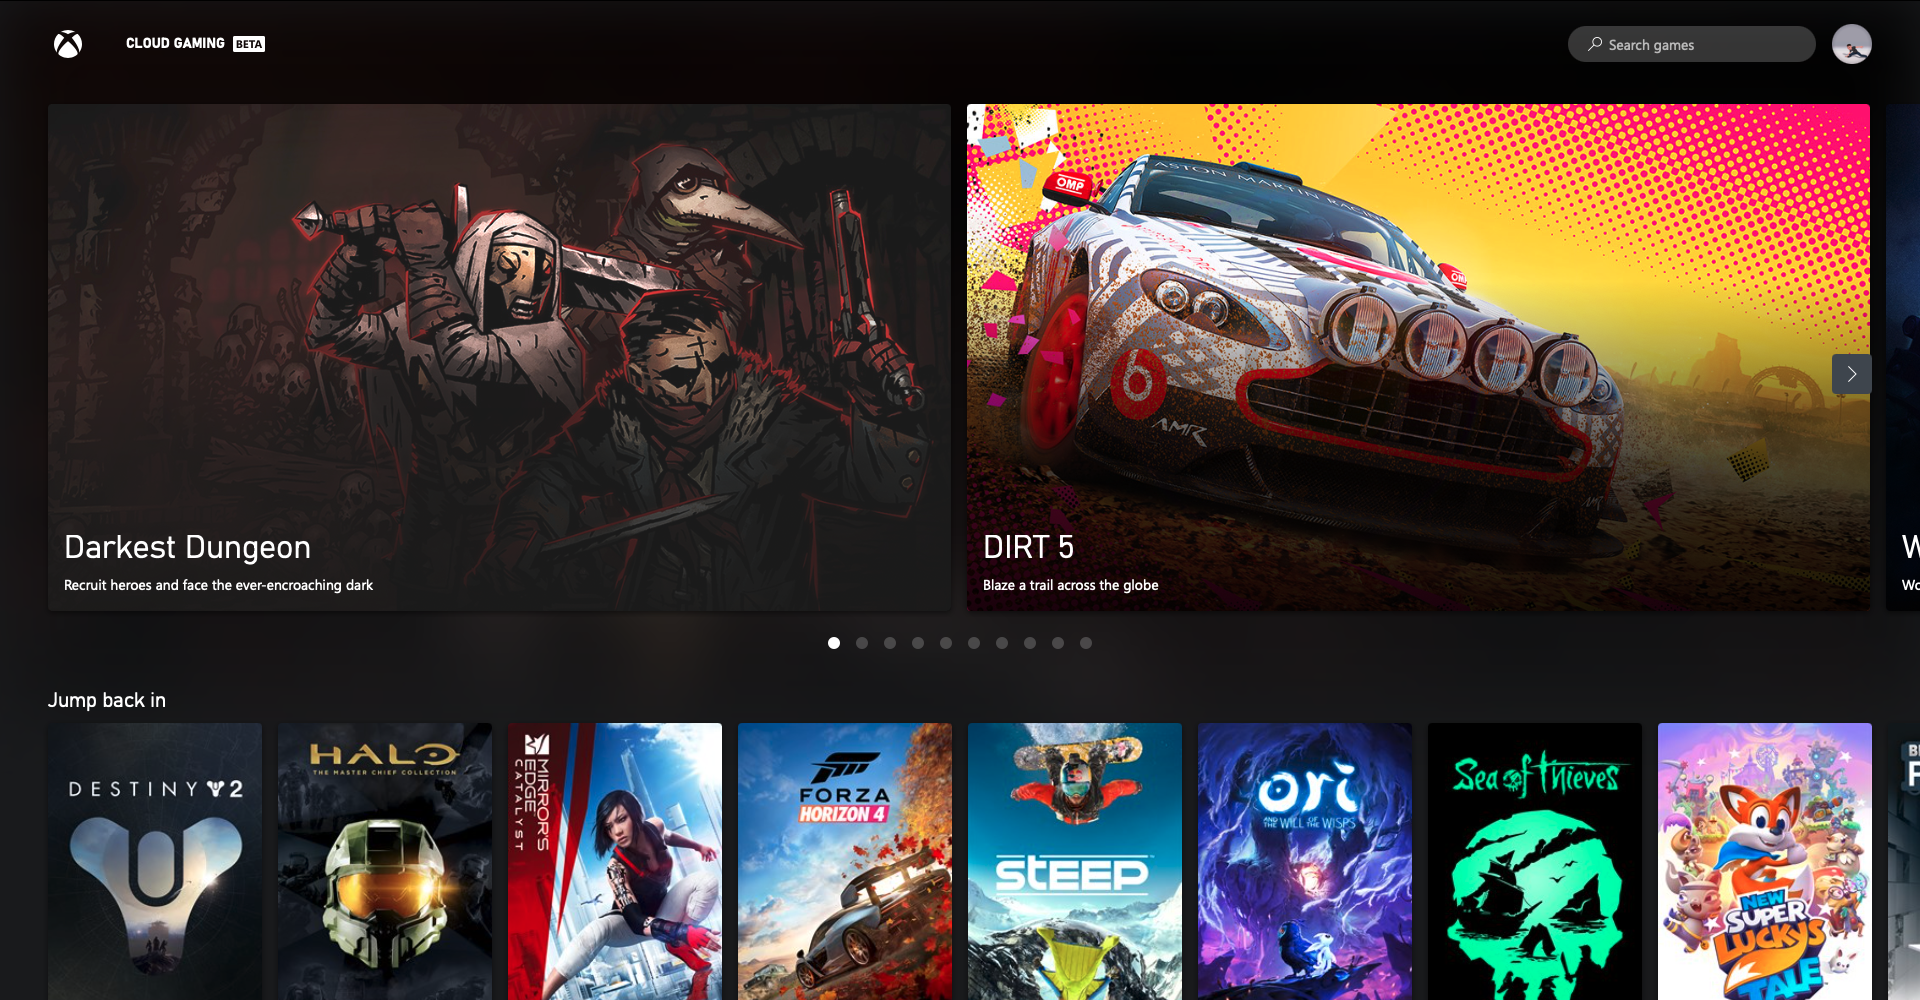 CLOUD GAMING BETA
Search games
ASTON MARTIN RACING
OMP
OM
AMR
Darkest Dungeon
Recruit heroes and face the ever-encroaching dark
DIRT 5
Blaze a trail across the globe
W
Wo
Jump back in
DESTINY 2
HALO
THE MASTER CHIEF COLLECTION
MIRROR'S
EDGE
CATALYST
FORZA
HORIZON 4
STEEP
ori
AND THE WILL OF THE WISPS
Sea of Thieves
NEW
SUPER
LUCKY'S
TALE